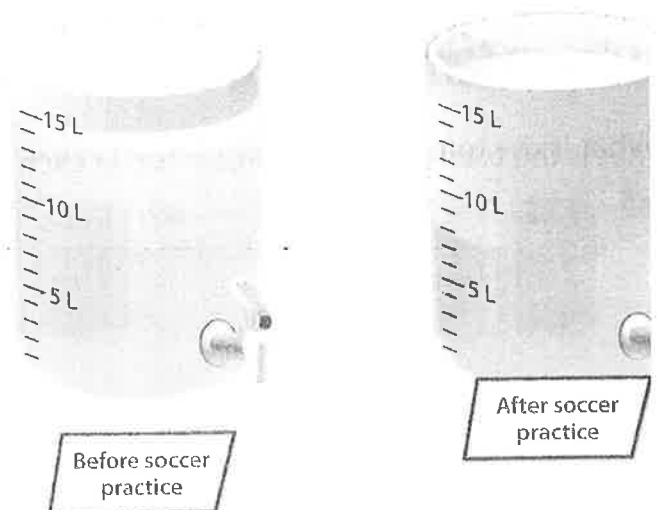 15 L
10 L
5 L
Before soccer
practice
15 L
10 L
5 L
After soccer
practice